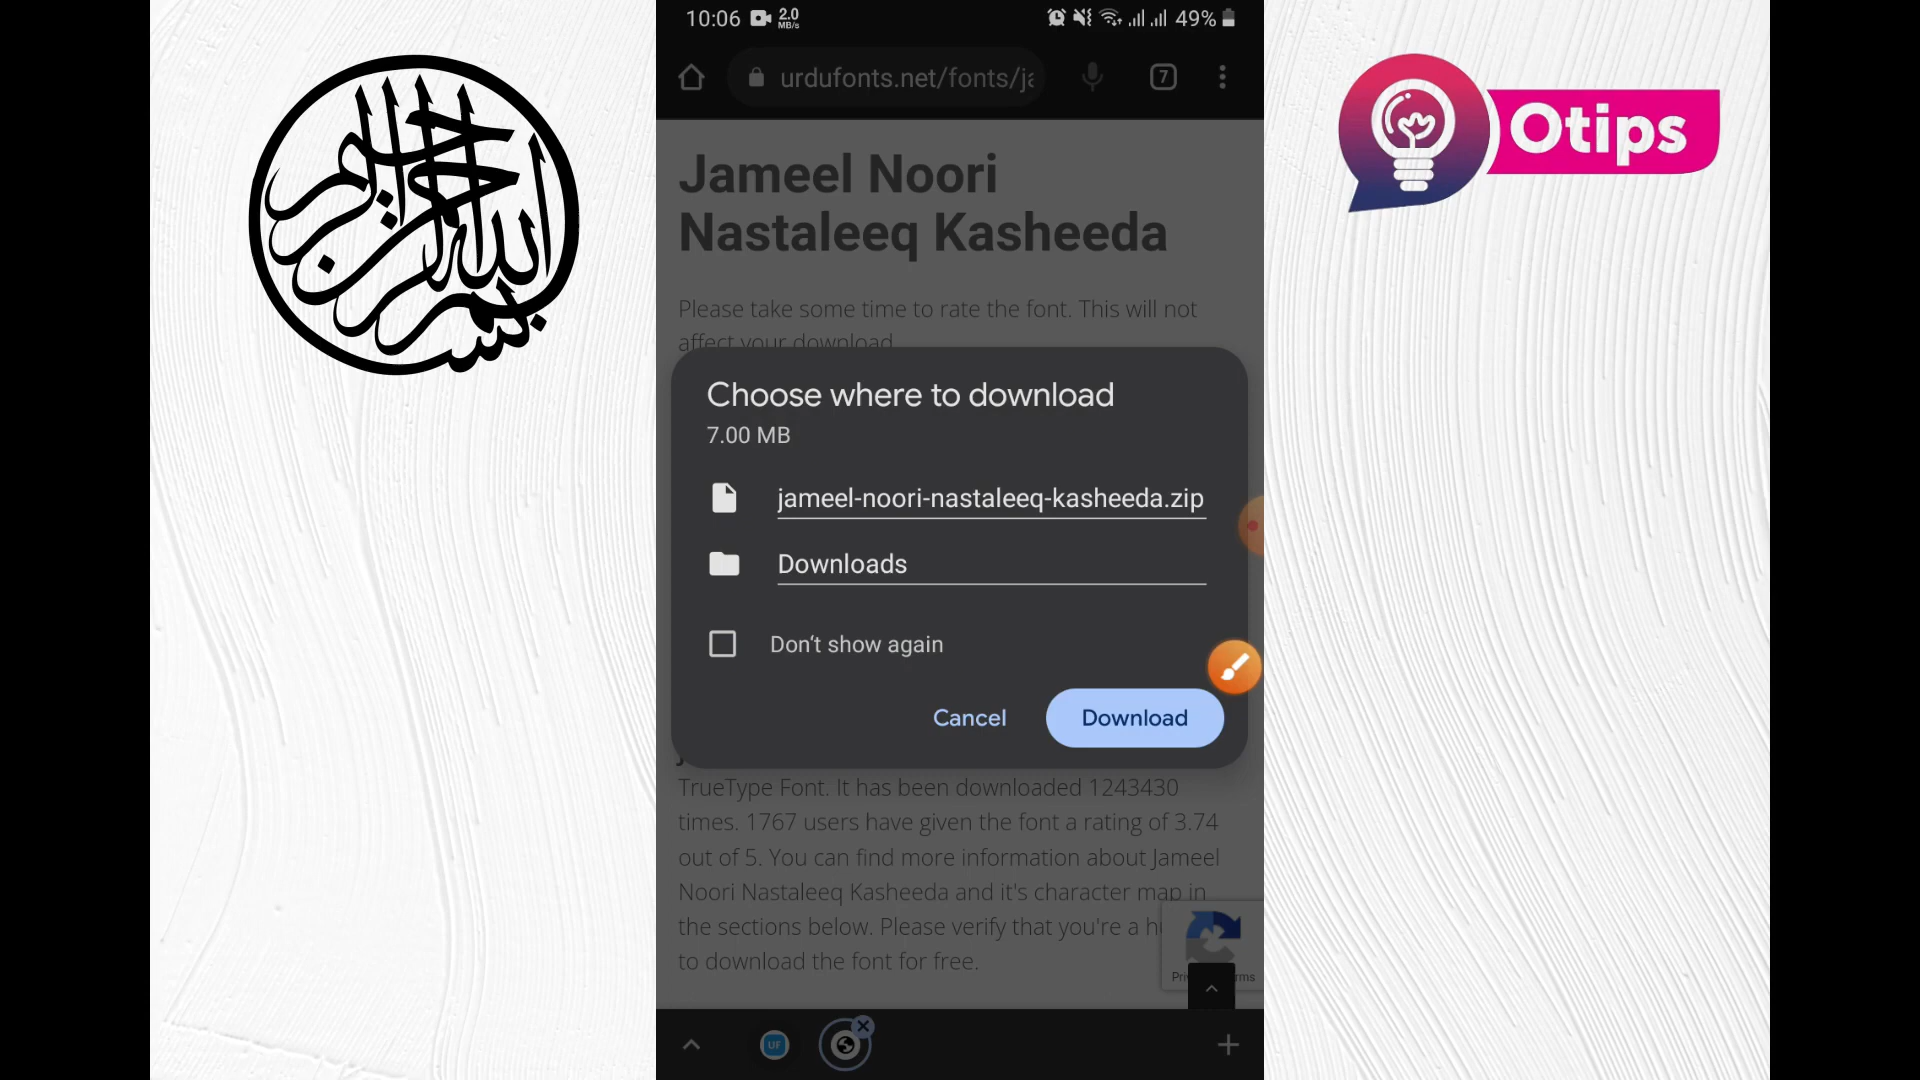 بسم الله الرحمن الرحيم
Otips
10:06 2.0 MB/s 49%
urdufonts.net/fonts/ja 7
Jameel Noori
Nastaleeq Kasheeda
Please take some time to rate the font. This will not
affect your download
Choose where to download
7.00 MB
jameel-noori-nastaleeq-kasheeda.zip
Downloads
Don't show again
Cancel Download
TrueType Font. It has been downloaded 1243430
times. 1767 users have given the font a rating of 3.74
out of 5. You can find more information about Jameel
Noori Nastaleeq Kasheeda and it's character map in
the sections below. Please verify that you're a hu
to download the font for free.
UF